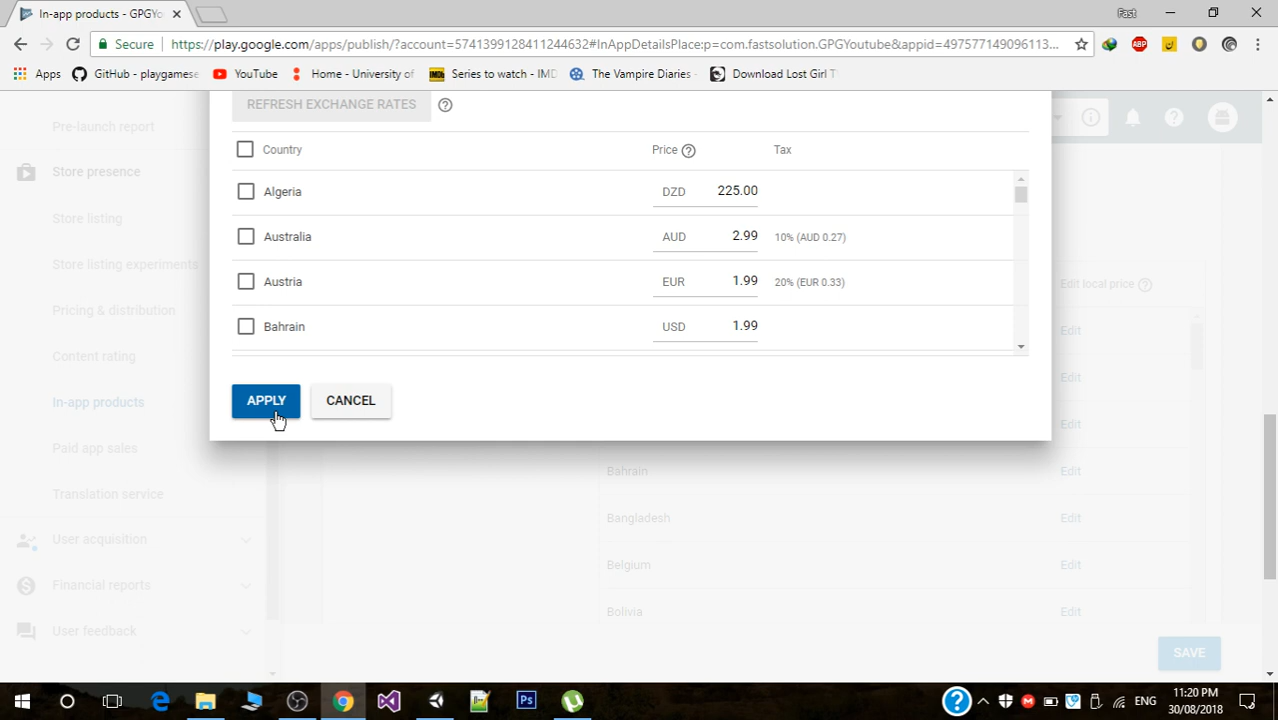 In-app products - GPGYo
Fast
Secure
https://play.google.com/apps/publish/?account=5741399128411244632#InAppDetailsPlace:p=com.fastsolution.GPGYoutube&appid=497577149096113...
ABP
Apps
GitHub - playgamese
YouTube
Home - University of
IMDb
Series to watch - IMD
The Vampire Diaries -
Download Lost Girl T
REFRESH EXCHANGE RATES
Pre-launch report
Country
Price
Tax
Store presence
Algeria
DZD
225.00
Store listing
Australia
AUD
2.99
10% (AUD 0.27)
Store listing experiments
Austria
EUR
1.99
20% (EUR 0.33)
Edit local price
Pricing & distribution
Bahrain
USD
1.99
Edit
Content rating
Edit
APPLY
CANCEL
In-app products
Edit
Paid app sales
Bahrain
Edit
Translation service
Bangladesh
Edit
User acquisition
Belgium
Edit
Financial reports
Bolivia
Edit
User feedback
SAVE
Ps
ENG
11:20 PM
30/08/2018